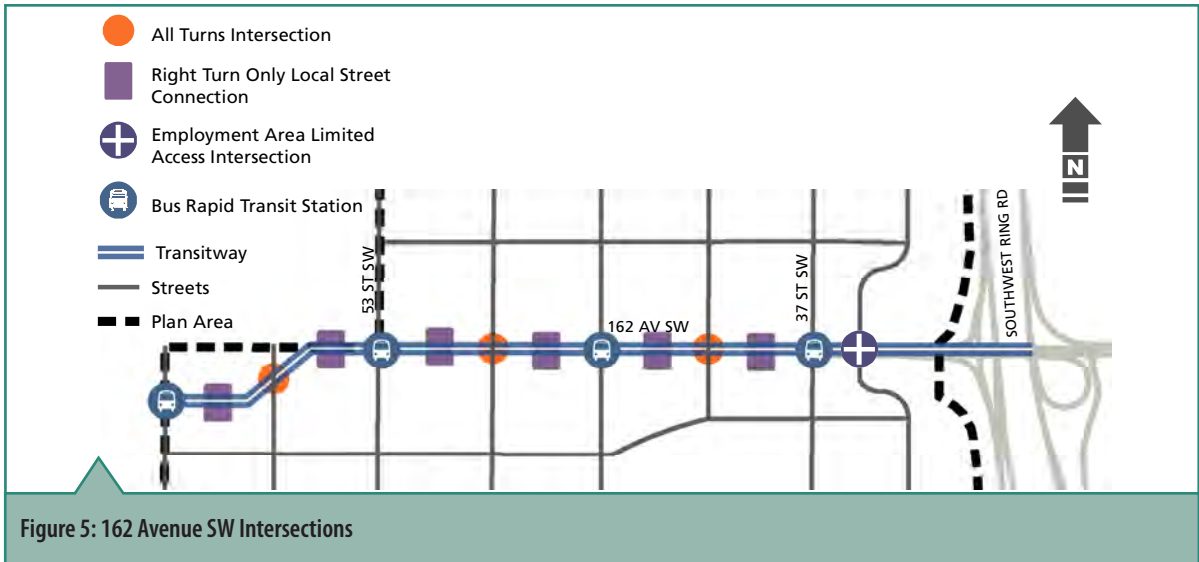 All Turns Intersection
Right Turn Only Local Street
Connection
Employment Area Limited
Access Intersection
Bus Rapid Transit Station
Transitway
Streets
Plan Area
N
53 ST SW
162 AV SW
37 ST SW
SOUTHWEST RING RD
Figure 5: 162 Avenue SW Intersections